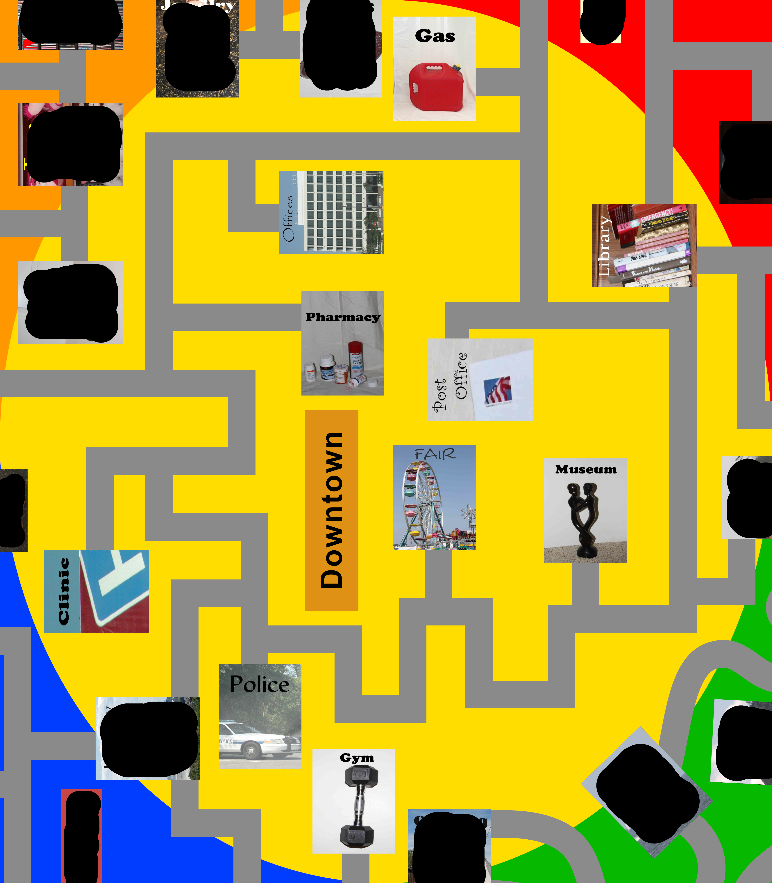 Gas
Offices
Library
Pharmacy
Post
Office
FAIR
Museum
Downtown
Clinic
Police
Gym